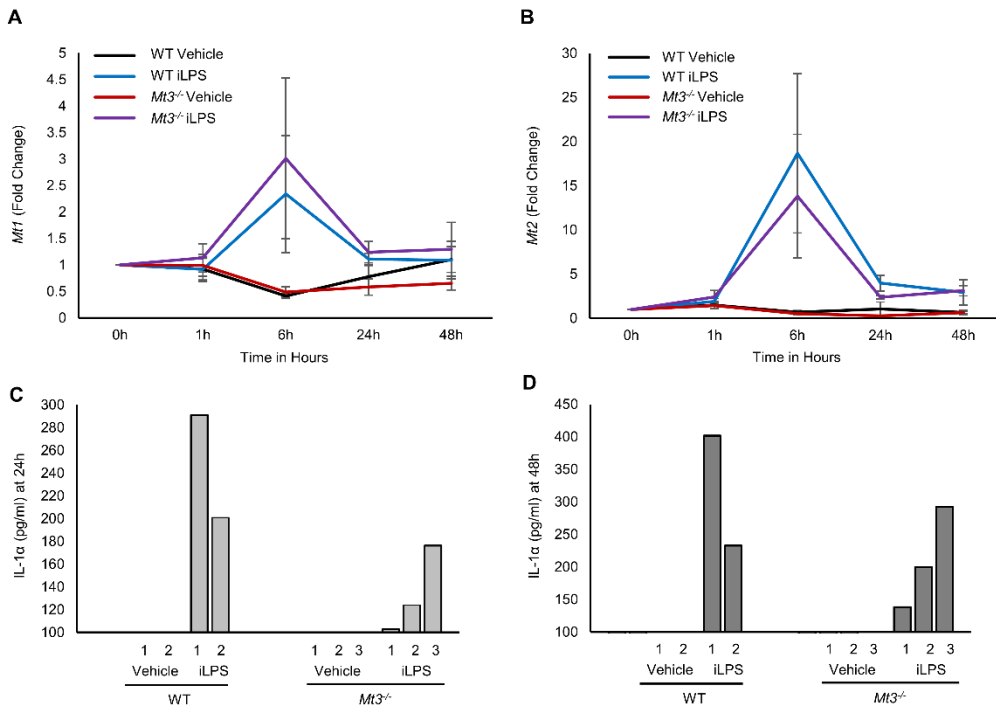 A
Mt1 (Fold Change)
5
4.5
4
3.5
3
2.5
2
1.5
1
0.5
0
WT Vehicle
WT iLPS
Mt3-/- Vehicle
Mt3-/- iLPS
0h 1h 6h 24h 48h
Time in Hours
B
Mt2 (Fold Change)
30
25
20
15
10
5
0
WT Vehicle
WT iLPS
Mt3-/- Vehicle
Mt3-/- iLPS
0h 1h 6h 24h 48h
Time in Hours
C
IL-1α (pg/ml) at 24h
300
280
260
240
220
200
180
160
140
120
100
1 2 1 2 1 2 3 1 2 3
Vehicle iLPS Vehicle iLPS
WT Mt3-/-
D
IL-1α (pg/ml) at 48h
450
400
350
300
250
200
150
100
1 2 1 2 1 2 3 1 2 3
Vehicle iLPS Vehicle iLPS
WT Mt3-/-